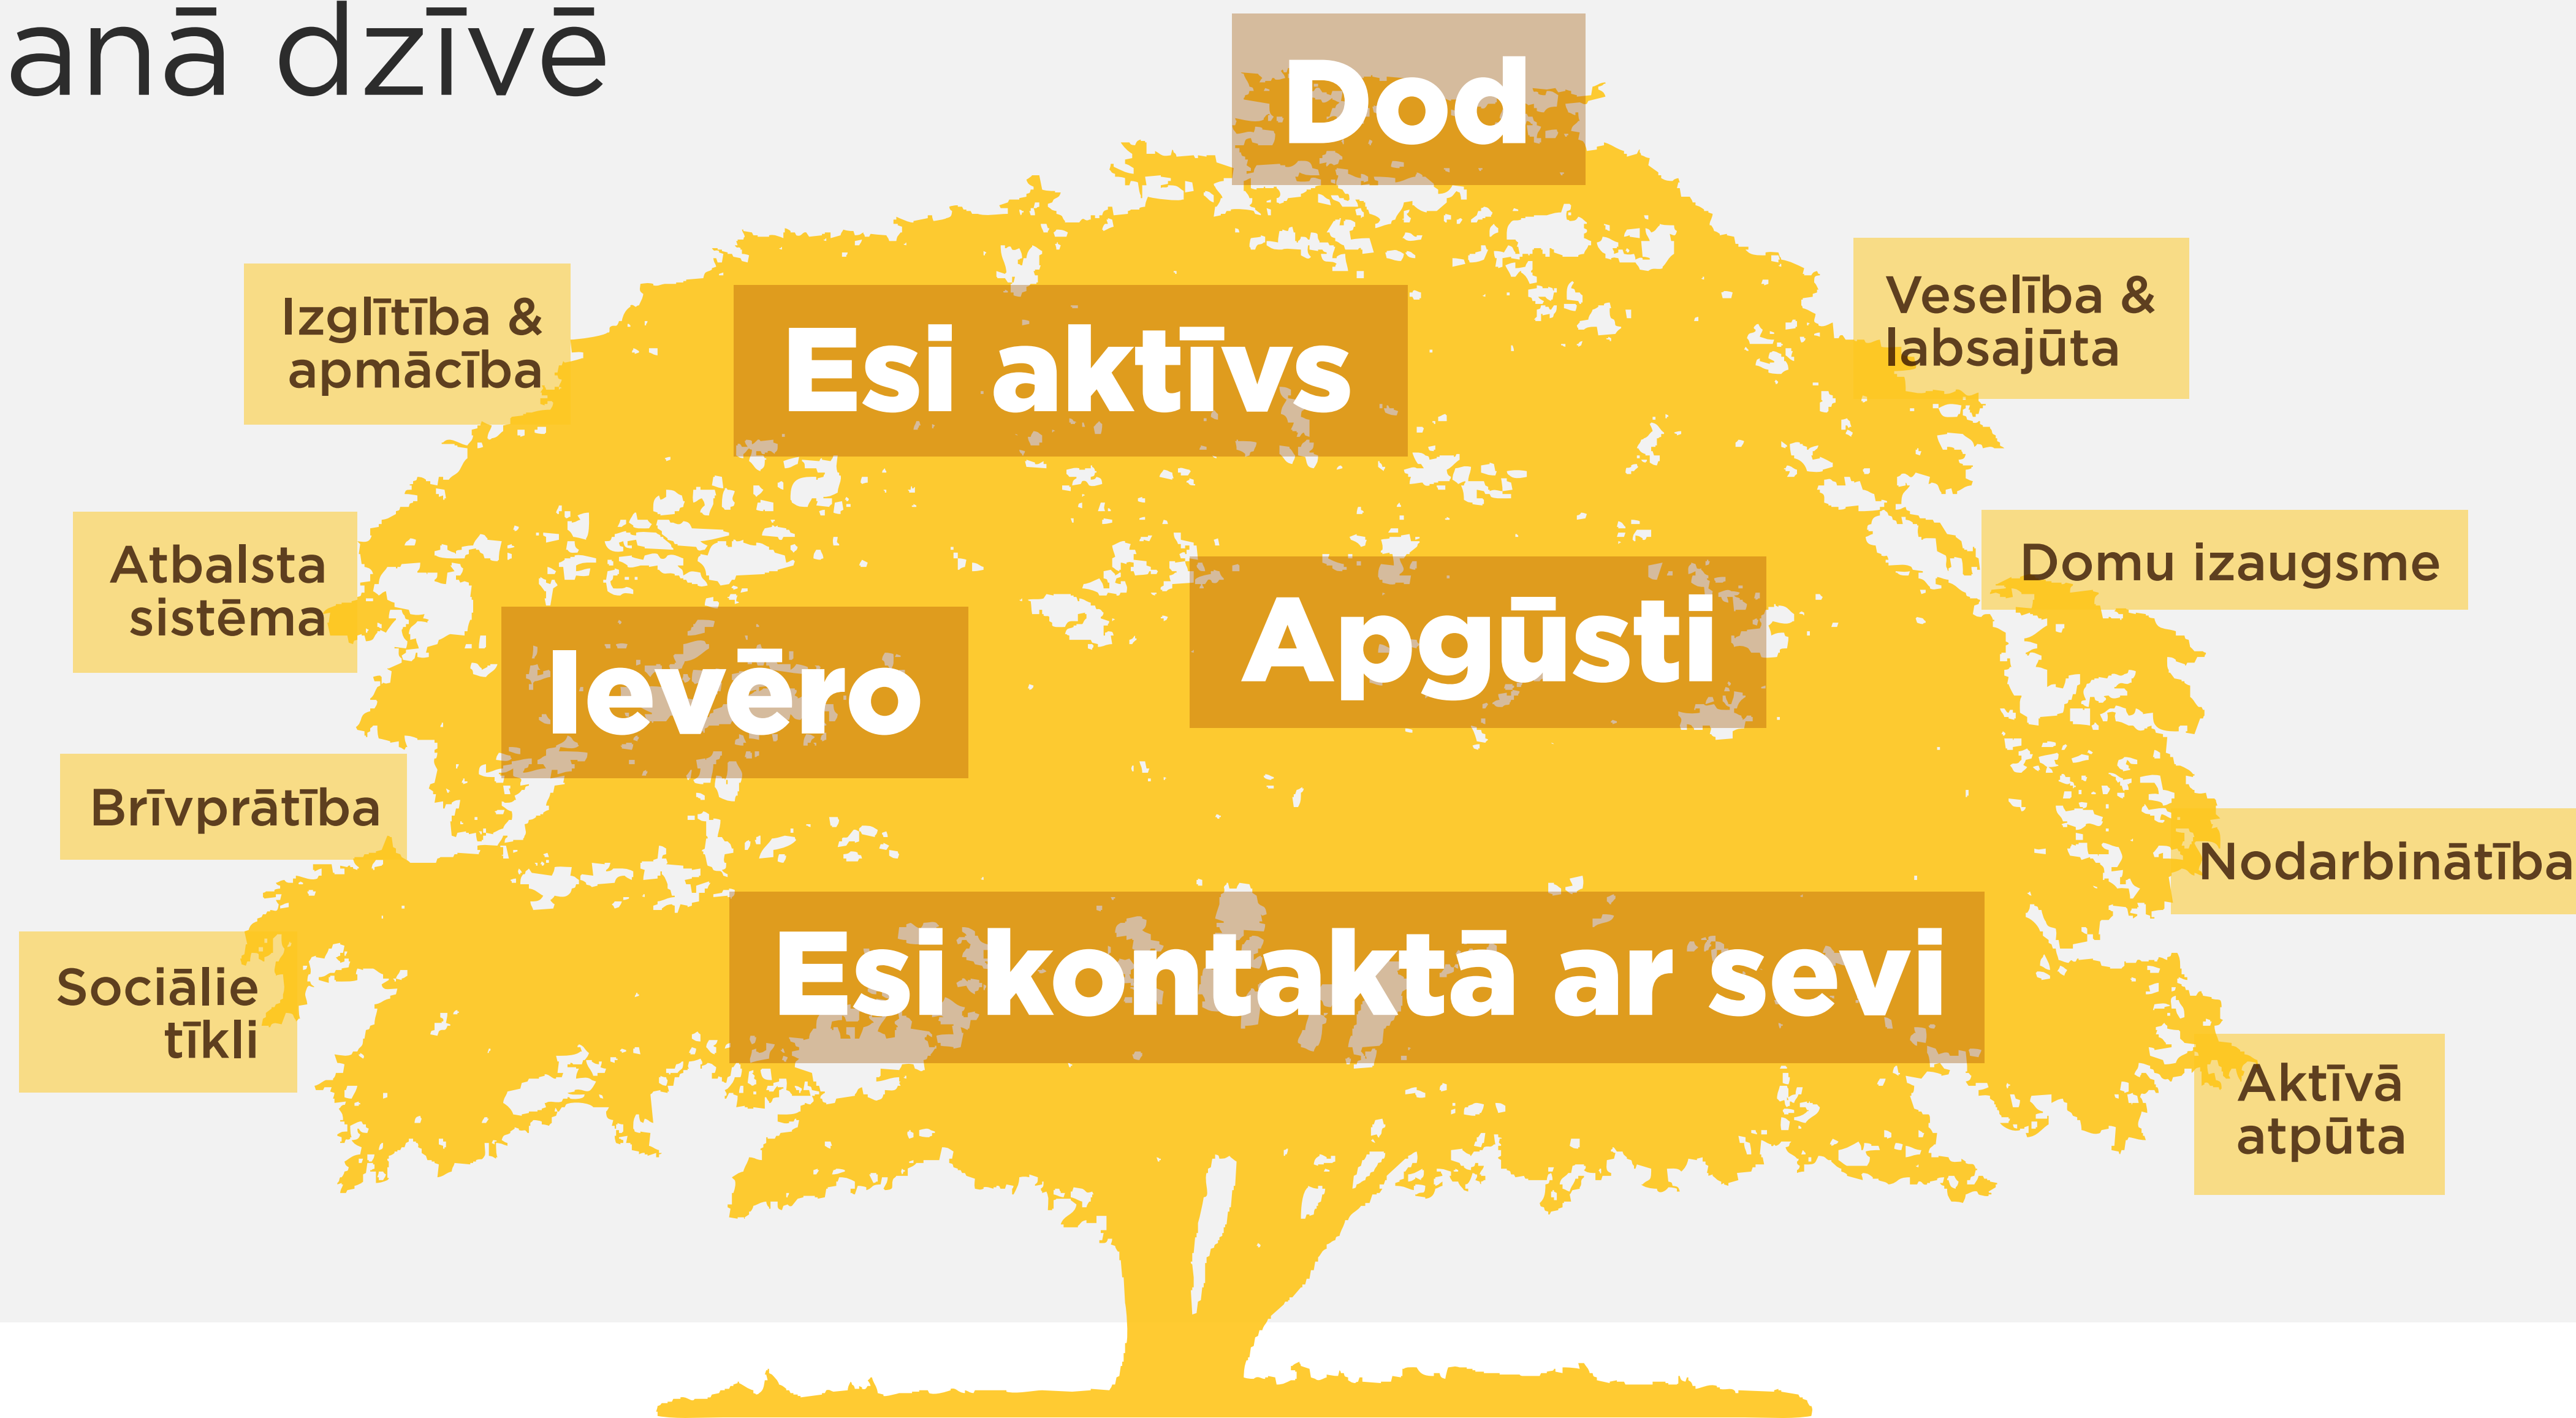 anā dzīvē
Dod
Izglītība &
apmācība
Esi aktīvs
Veselība &
labsajūta
Atbalsta
sistēma
Domu izaugsme
Ievēro
Apgūsti
Brīvprātība
Nodarbinātība
Sociālie
tīkli
Esi kontaktā ar sevi
Aktīvā
atpūta